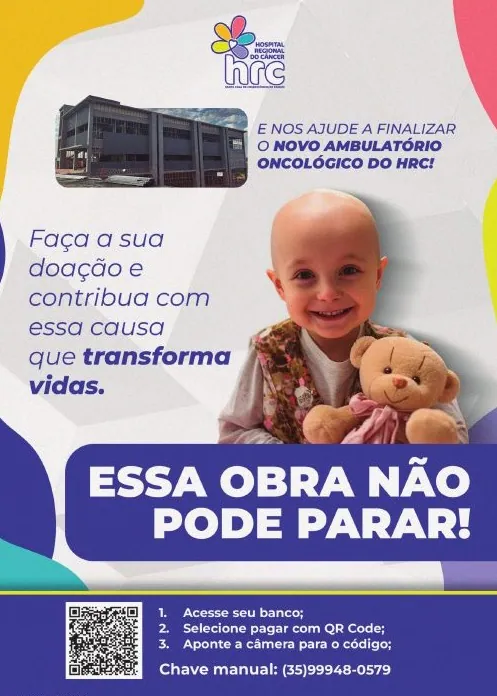 HOSPITAL
REGIONAL
DO CÂNCER
hrc
E NOS AJUDE A FINALIZAR
O NOVO AMBULATÓRIO
ONCOLÓGICO DO HRC!
Faça a sua
doação e
contribua com
essa causa
que transforma
vidas.
ESSA OBRA NÃO
PODE PARAR!
1. Acesse seu banco;
2. Selecione pagar com QR Code;
3. Aponte a câmera para o código;
Chave manual: (35)99948-0579